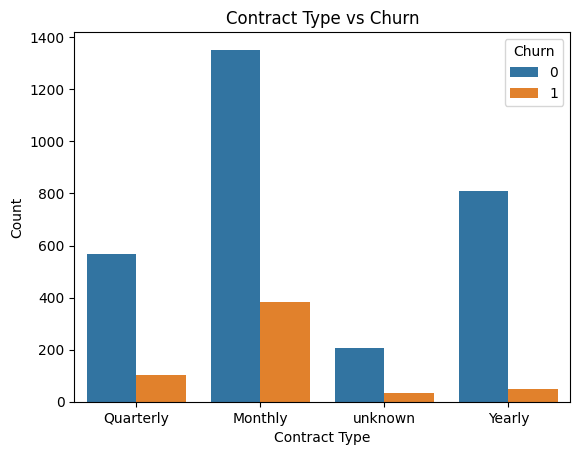 Contract Type vs Churn
Churn
0
1
1400
1200
1000
800
600
400
200
0
Count
Quarterly
Monthly
unknown
Yearly
Contract Type